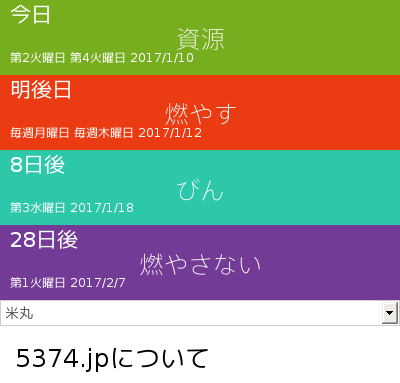 今日
資源
第2火曜日 第4火曜日 2017/1/10
明後日
燃やす
毎週月曜日 毎週木曜日 2017/1/12
8日後
びん
第3水曜日 2017/1/18
28日後
燃やさない
第1火曜日 2017/2/7
米丸
5374.jpについて